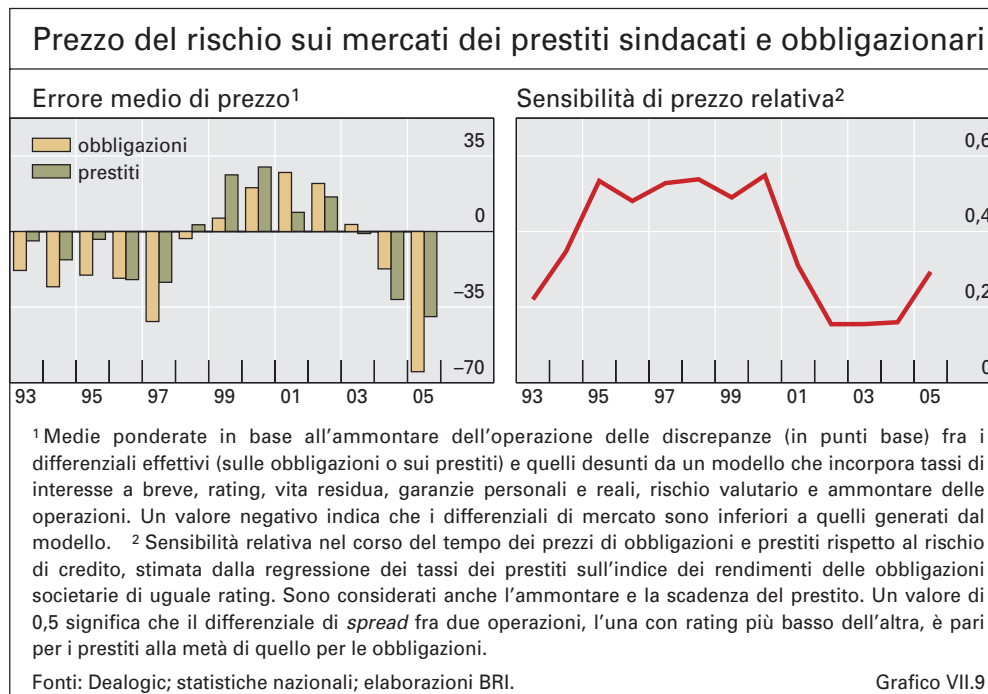 Prezzo del rischio sui mercati dei prestiti sindacati e obbligazionari
Errore medio di prezzo¹
Sensibilità di prezzo relativa²
obbligazioni
prestiti
35
0
–35
–70
93 95 97 99 01 03 05
0,6
0,4
0,2
0
93 95 97 99 01 03 05
¹ Medie ponderate in base all'ammontare dell'operazione delle discrepanze (in punti base) fra i
differenziali effettivi (sulle obbligazioni o sui prestiti) e quelli desunti da un modello che incorpora tassi di
interesse a breve, rating, vita residua, garanzie personali e reali, rischio valutario e ammontare delle
operazioni. Un valore negativo indica che i differenziali di mercato sono inferiori a quelli generati dal
modello. ² Sensibilità relativa nel corso del tempo dei prezzi di obbligazioni e prestiti rispetto al rischio
di credito, stimata dalla regressione dei tassi dei prestiti sull'indice dei rendimenti delle obbligazioni
societarie di uguale rating. Sono considerati anche l'ammontare e la scadenza del prestito. Un valore di
0,5 significa che il differenziale di spread fra due operazioni, l'una con rating più basso dell'altra, è pari
per i prestiti alla metà di quello per le obbligazioni.
Fonti: Dealogic; statistiche nazionali; elaborazioni BRI.
Grafico VII.9